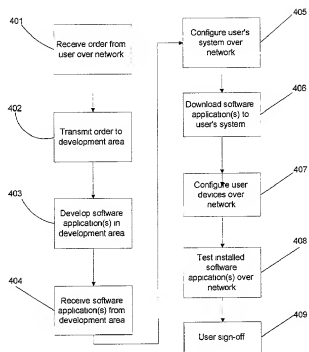 401
Receive order from
user over network
402
Transmt order to
development area
403
Develop software
application(s) in
development area
404
Receive software
application(s) from
development area
405
Configure user's
system over
network
406
Download software
application(s) to
user's system
407
Configure user
devices over
network
408
Test installed
software
application(s) over
network
409
User sign-off